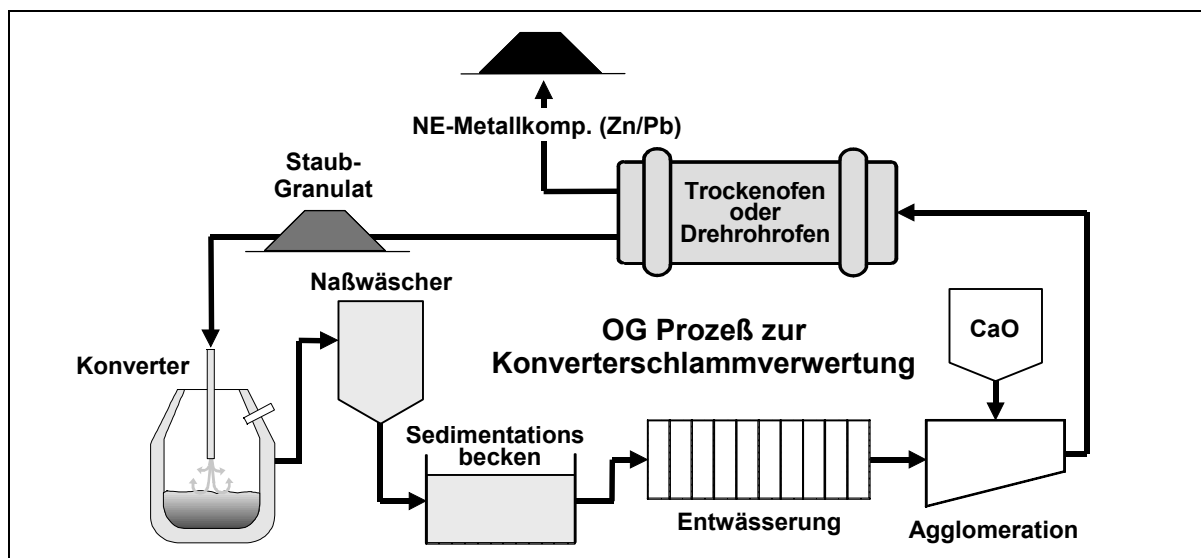 NE-Metallkomp. (Zn/Pb)
Staub-
Granulat
Trockenofen
oder
Drehrohrofen
Naßwäscher
OG Prozeß zur
Konverterschlammverwertung
CaO
Konverter
Sedimentations
becken
Entwässerung
Agglomeration